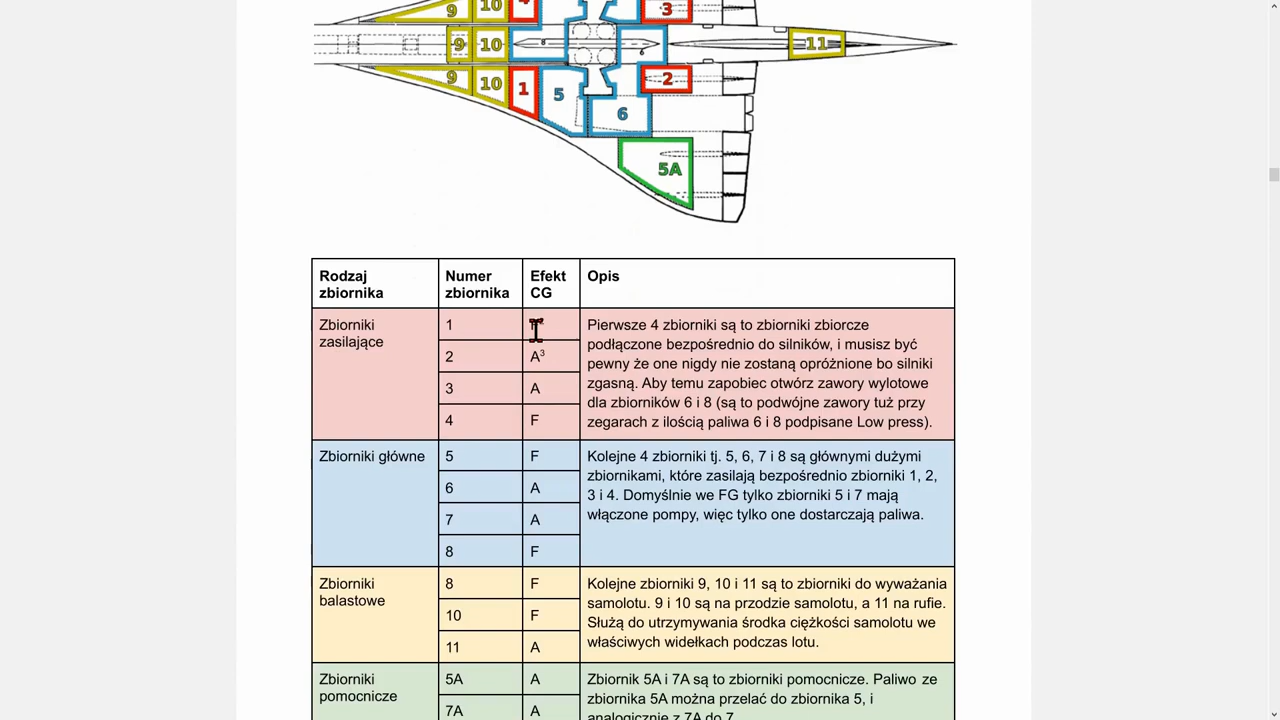 9 10 4 3
9 10 11
9 10 1 5 2
6
5A
Rodzaj zbiornika Numer zbiornika Efekt CG Opis
Zbiorniki zasilające
1
2 A3
3 A
4 F
Pierwsze 4 zbiorniki są to zbiorniki zbiorcze
podłączone bezpośrednio do silników, i musisz być
pewny że one nigdy nie zostaną opróżnione bo silniki
zgasną. Aby temu zapobiec otwórz zawory wylotowe
dla zbiorników 6 i 8 (są to podwójne zawory tuż przy
zegarach z ilością paliwa 6 i 8 podpisane Low press).
Zbiorniki główne
5 F
6 A
7 A
8 F
Kolejne 4 zbiorniki tj. 5, 6, 7 i 8 są głównymi dużymi
zbiornikami, które zasilają bezpośrednio zbiorniki 1, 2,
3 i 4. Domyślnie we FG tylko zbiorniki 5 i 7 mają
włączone pompy, więc tylko one dostarczają paliwa.
Zbiorniki balastowe
8 F
10 F
11 A
Kolejne zbiorniki 9, 10 i 11 są to zbiorniki do wyważania
samolotu. 9 i 10 są na przodzie samolotu, a 11 na rufie.
Służą do utrzymywania środka ciężkości samolotu we
właściwych widełkach podczas lotu.
Zbiorniki pomocnicze
5A A
7A A
Zbiornik 5A i 7A są to zbiorniki pomocnicze. Paliwo ze
zbiornika 5A można przelać do zbiornika 5, i
analogicznie z 7A do 7.